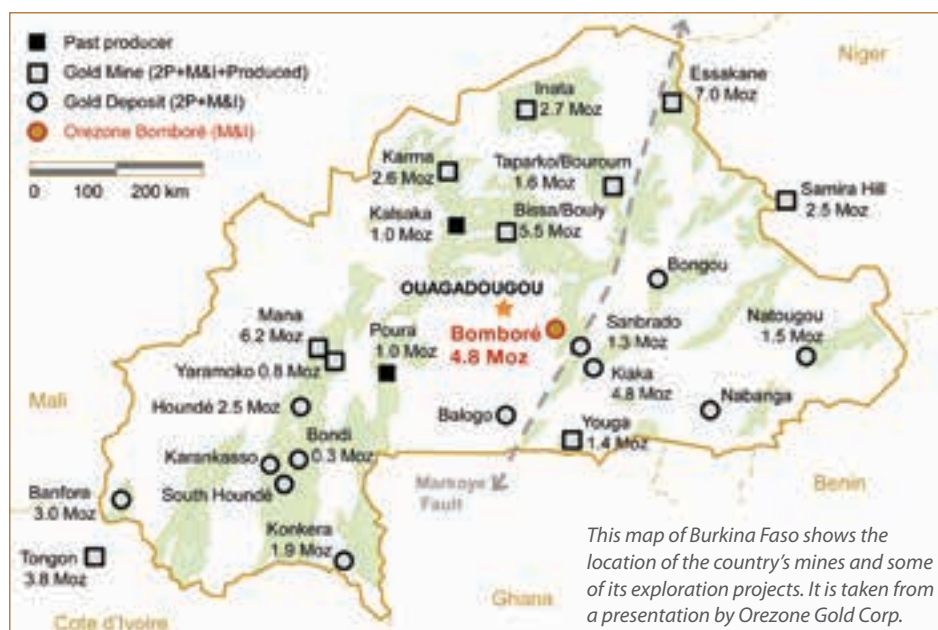 Past producer
Gold Mine (2P+M&I+Produced)
Gold Deposit (2P+M&I)
Orezone Bomboré (M&I)
0 100 200 km
Niger
Essakane
7.0 Moz
Inata
2.7 Moz
Karma
2.6 Moz
Taparko/Bouroum
1.6 Moz
Samira Hill
2.5 Moz
Kalsaka
1.0 Moz
Bissa/Bouly
5.5 Moz
Bongou
OUAGADOUGOU
Bomboré
4.8 Moz
Sanbrado
1.3 Moz
Natougou
1.5 Moz
Mana
6.2 Moz
Poura
1.0 Moz
Yaramoko 0.8 Moz
Kiaka
4.8 Moz
Mali
Houndé 2.5 Moz
Balogo
Nabanga
Youga
1.4 Moz
Bondi
0.3 Moz
Karankasso
South Houndé
Markoye
Fault
Benin
Banfora
3.0 Moz
Konkera
1.9 Moz
Tongon
3.8 Moz
Ghana
Cote d'Ivoire
This map of Burkina Faso shows the
location of the country's mines and some
of its exploration projects. It is taken from
a presentation by Orezone Gold Corp.